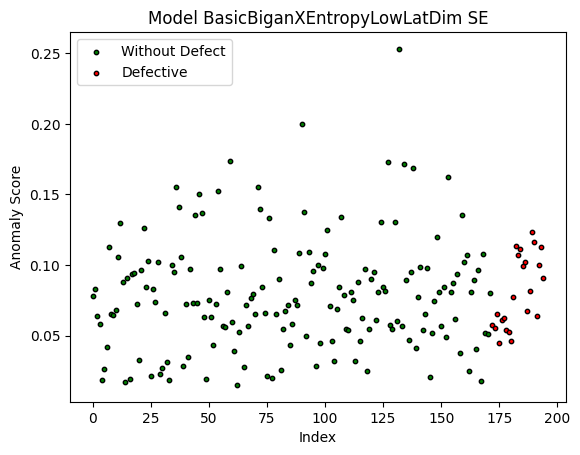 Model BasicBiganXEntropyLowLatDim SE
Without Defect
Defective
Anomaly Score
0.25
0.20
0.15
0.10
0.05
0 25 50 75 100 125 150 175 200
Index